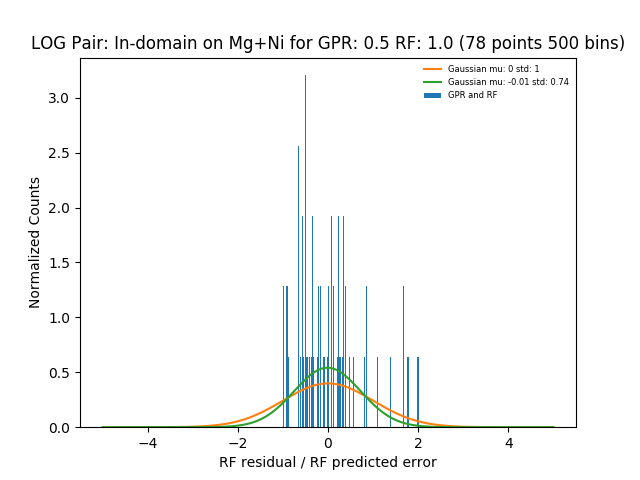 LOG Pair: In-domain on Mg+Ni for GPR: 0.5 RF: 1.0 (78 points 500 bins)
Gaussian mu: 0 std: 1
Gaussian mu: -0.01 std: 0.74
GPR and RF
Normalized Counts
3.0
2.5
2.0
1.5
1.0
0.5
0.0
−4 −2 0 2 4
RF residual / RF predicted error